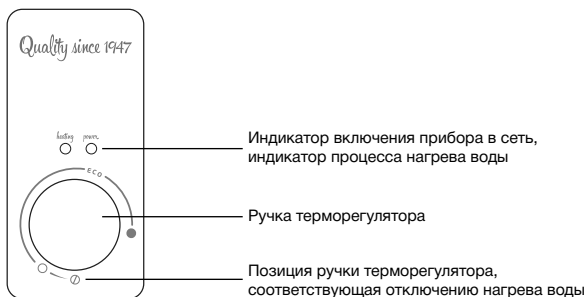 Quality since 1947
heating power
ECO
Индикатор включения прибора в сеть,
индикатор процесса нагрева воды
Ручка терморегулятора
Позиция ручки терморегулятора,
соответствующая отключению нагрева воды